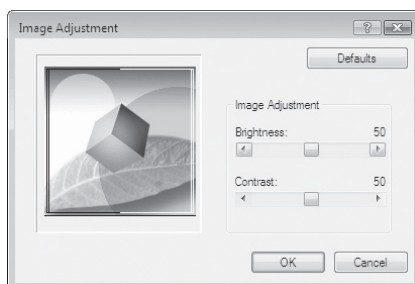 Image Adjustment
Defaults
Image Adjustment
Brightness: 50
Contrast: 50
OK Cancel